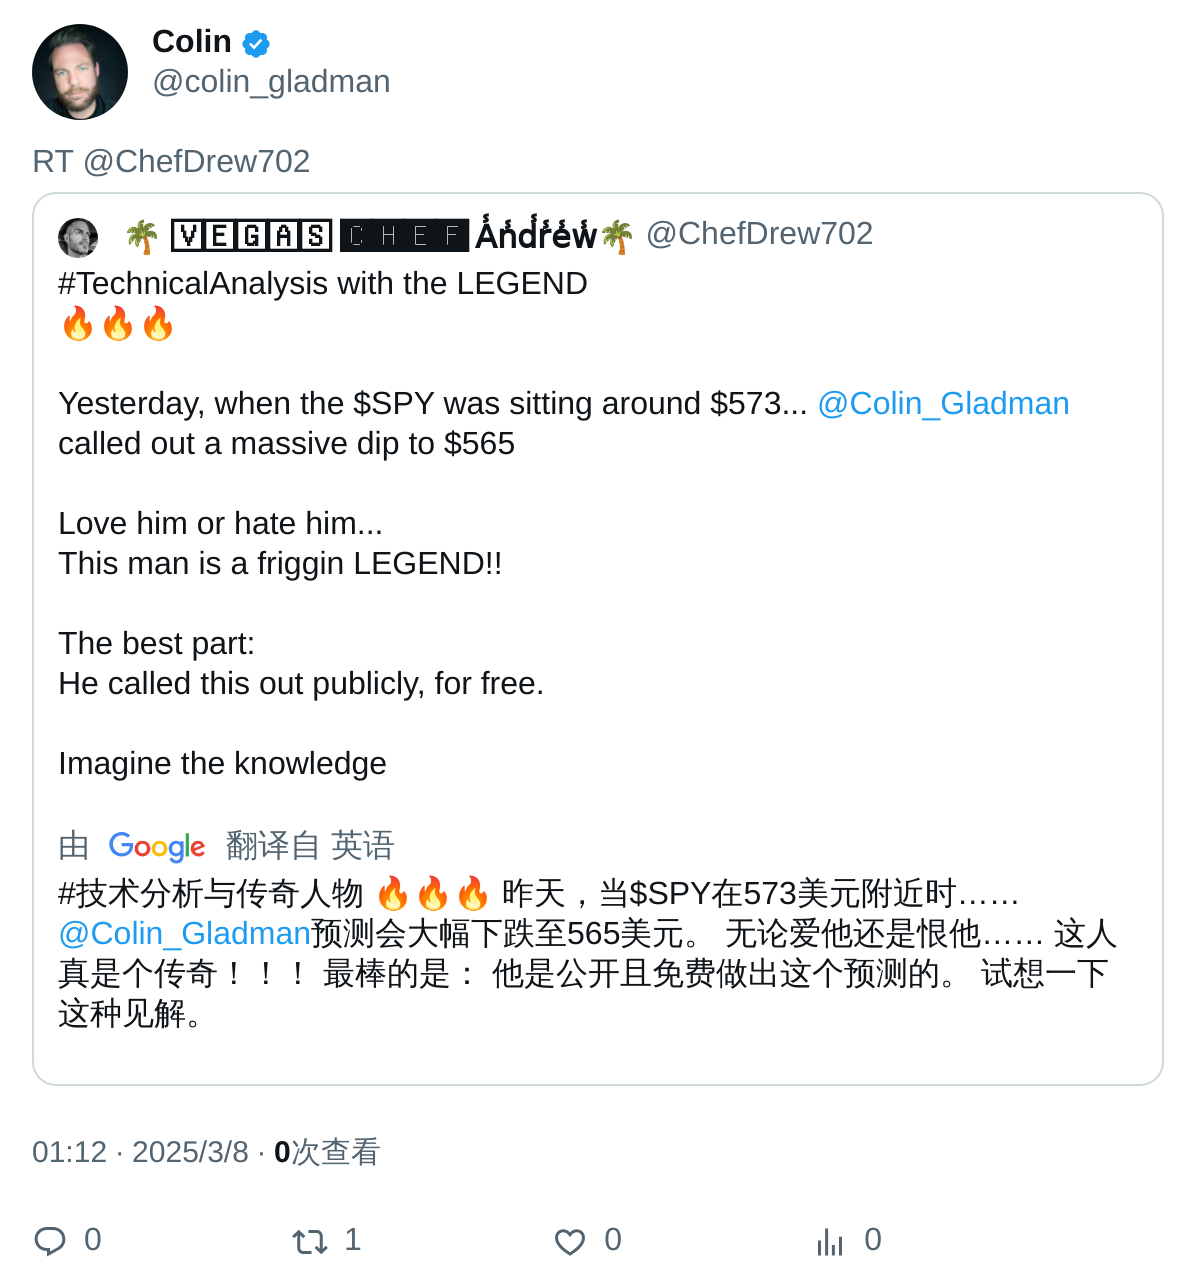 Colin
@colin_gladman
RT @ChefDrew702
🌴 🅅🄴🄶🄰🅂 🅲🅷🅴🅵 Än̾d̾r̾e̾w̾🌴 @ChefDrew702
#TechnicalAnalysis with the LEGEND
🔥🔥🔥
Yesterday, when the $SPY was sitting around $573... @Colin_Gladman
called out a massive dip to $565
Love him or hate him...
This man is a friggin LEGEND!!
The best part:
He called this out publicly, for free.
Imagine the knowledge
由 Google 翻译自 英语
#技术分析与传奇人物 🔥🔥🔥 昨天，当$SPY在573美元附近时……
@Colin_Gladman预测会大幅下跌至565美元。 无论爱他还是恨他…… 这人
真是个传奇！！！ 最棒的是： 他是公开且免费做出这个预测的。 试想一下
这种见解。
01:12 · 2025/3/8 · 0次查看
0 1 0 0